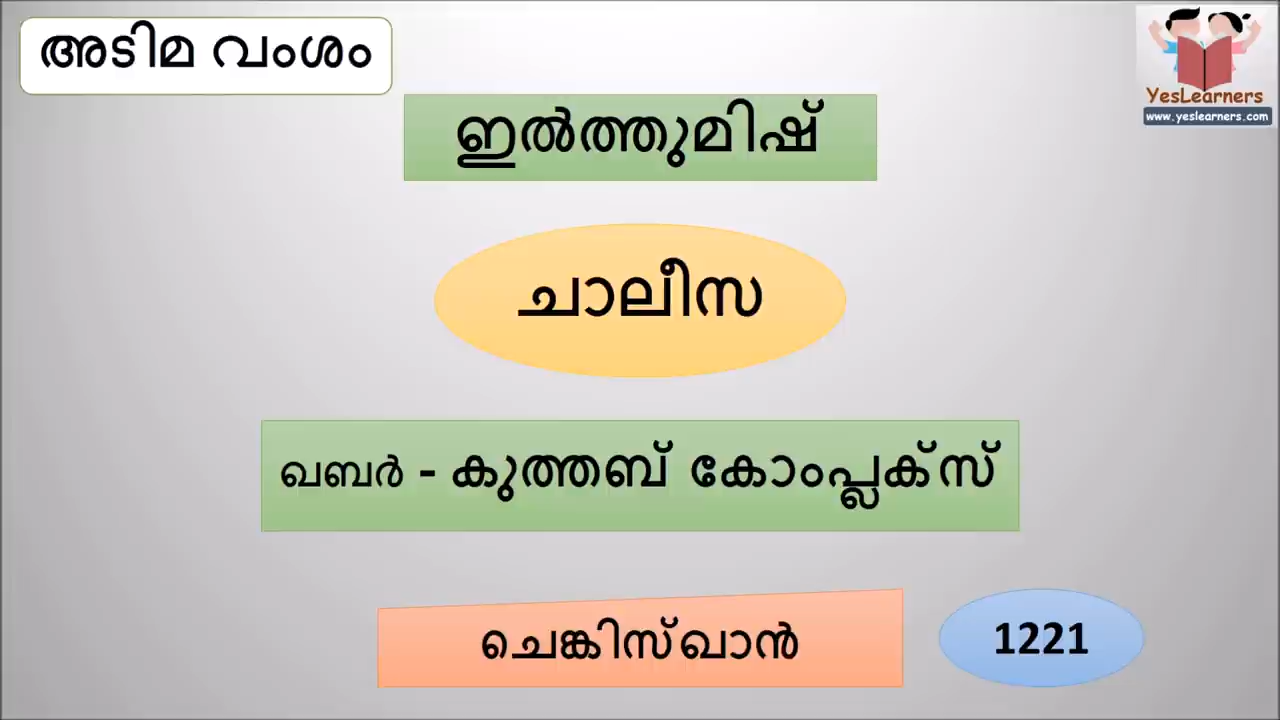 അടിമ വംശം
YesLearners
www.yeslearners.com
ഇൽത്തുമിഷ്
ചാലീസ
ഖബർ - കുത്തബ് കോംപ്ലക്സ്
ചെങ്കിസ്ഖാൻ
1221